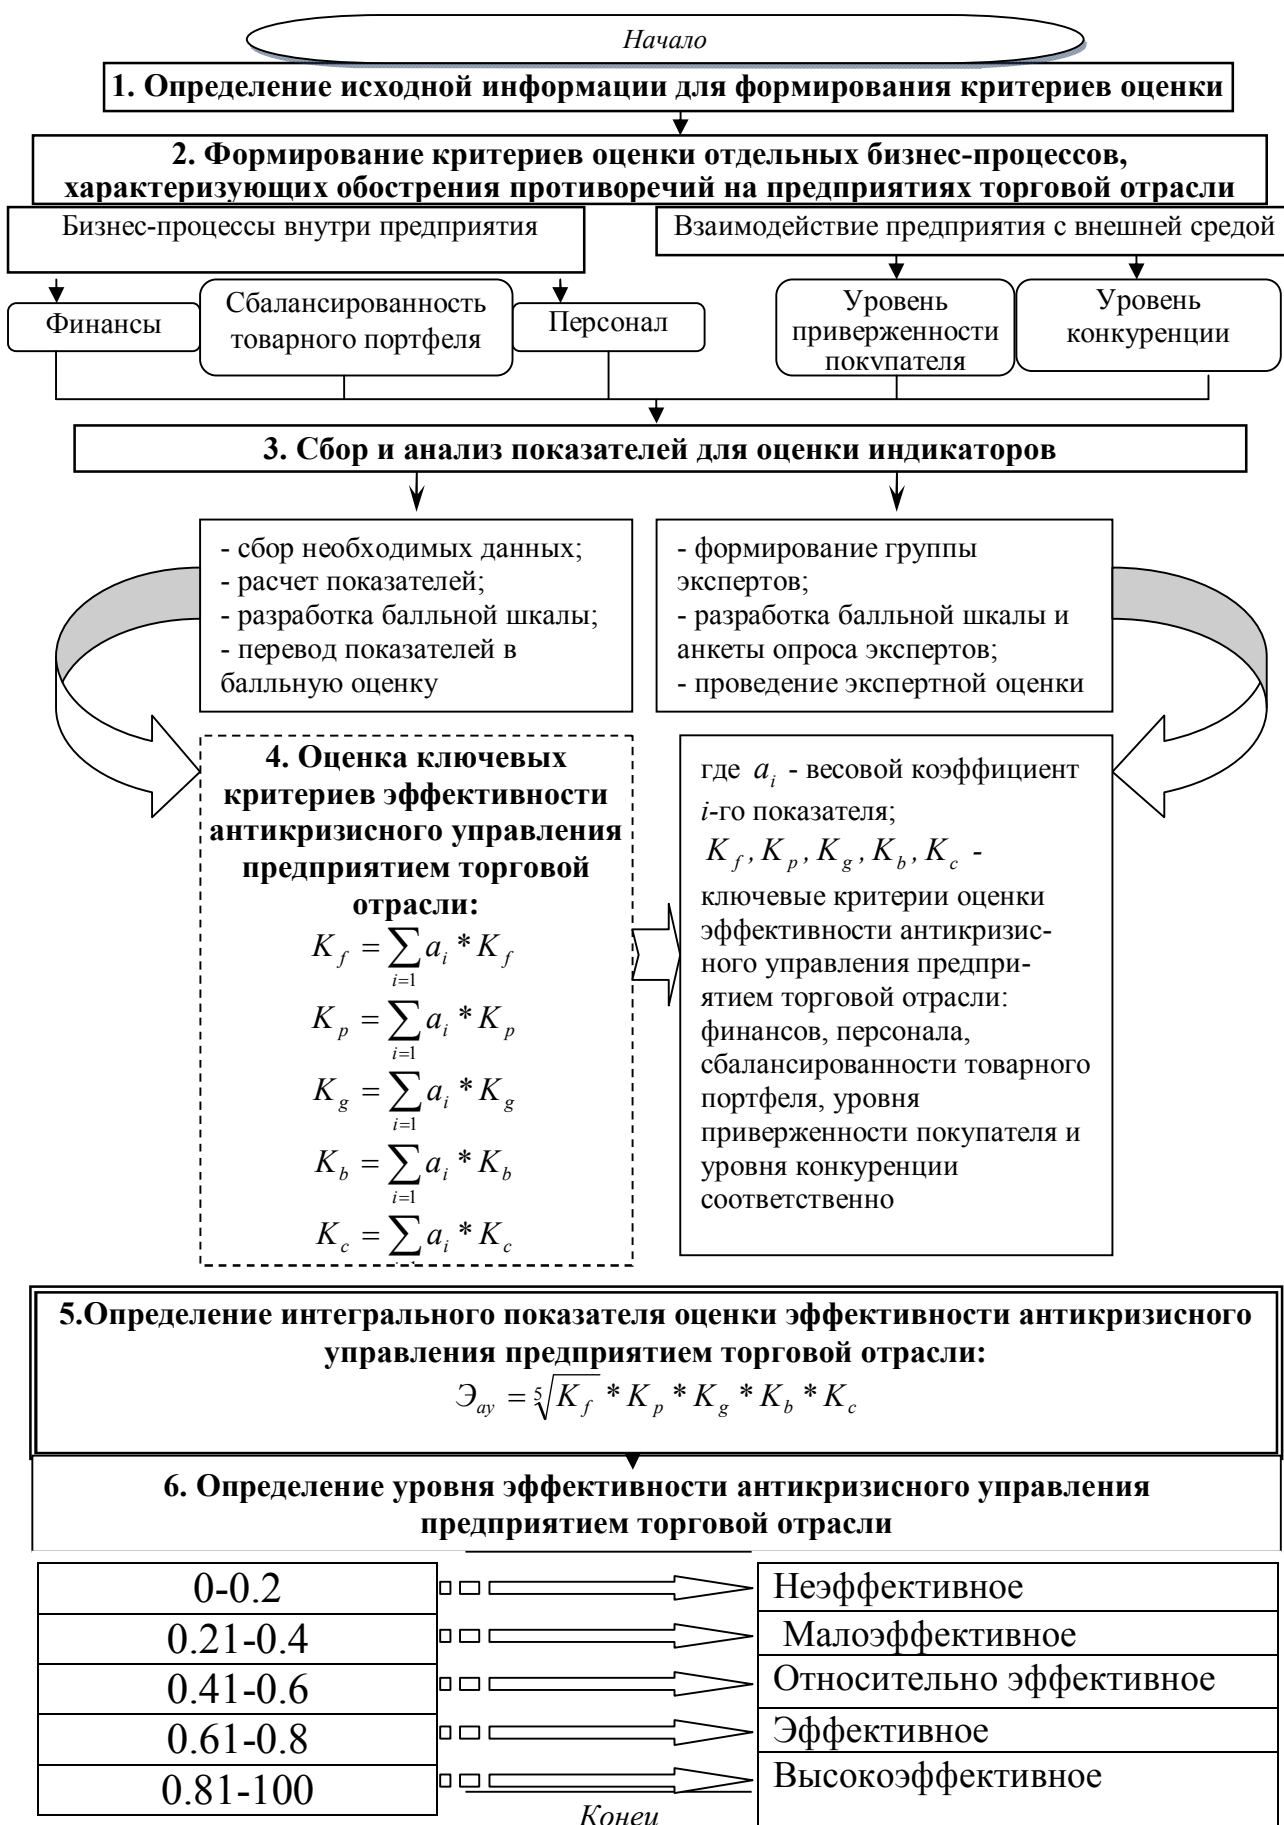 Начало
1. Определение исходной информации для формирования критериев оценки
2. Формирование критериев оценки отдельных бизнес-процессов,
характеризующих обострения противоречий на предприятиях торговой отрасли
Бизнес-процессы внутри предприятия
Взаимодействие предприятия с внешней средой
Финансы
Сбалансированность
товарного портфеля
Персонал
Уровень
приверженности
покупателя
Уровень
конкуренции
3. Сбор и анализ показателей для оценки индикаторов
- сбор необходимых данных;
- расчет показателей;
- разработка балльной шкалы;
- перевод показателей в
балльную оценку
- формирование группы
экспертов;
- разработка балльной шкалы и
анкеты опроса экспертов;
- проведение экспертной оценки
4. Оценка ключевых
критериев эффективности
антикризисного управления
предприятием торговой
отрасли:
K_f = ∑_{i=1} a_i * K_f
K_p = ∑_{i=1} a_i * K_p
K_g = ∑_{i=1} a_i * K_g
K_b = ∑_{i=1} a_i * K_b
K_c = ∑ a_i * K_c
где a_i - весовой коэффициент
i-го показателя;
K_f, K_p, K_g, K_b, K_c -
ключевые критерии оценки
эффективности антикризис-
ного управления предпри-
ятием торговой отрасли:
финансов, персонала,
сбалансированности товарного
портфеля, уровня
приверженности покупателя и
уровня конкуренции
соответственно
5.Определение интегрального показателя оценки эффективности антикризисного
управления предприятием торговой отрасли:
Э_ау = ⁵√K_f * K_p * K_g * K_b * K_c
6. Определение уровня эффективности антикризисного управления
предприятием торговой отрасли
0-0.2
Неэффективное
0.21-0.4
Малоэффективное
0.41-0.6
Относительно эффективное
0.61-0.8
Эффективное
0.81-100
Высокоэффективное
Конец